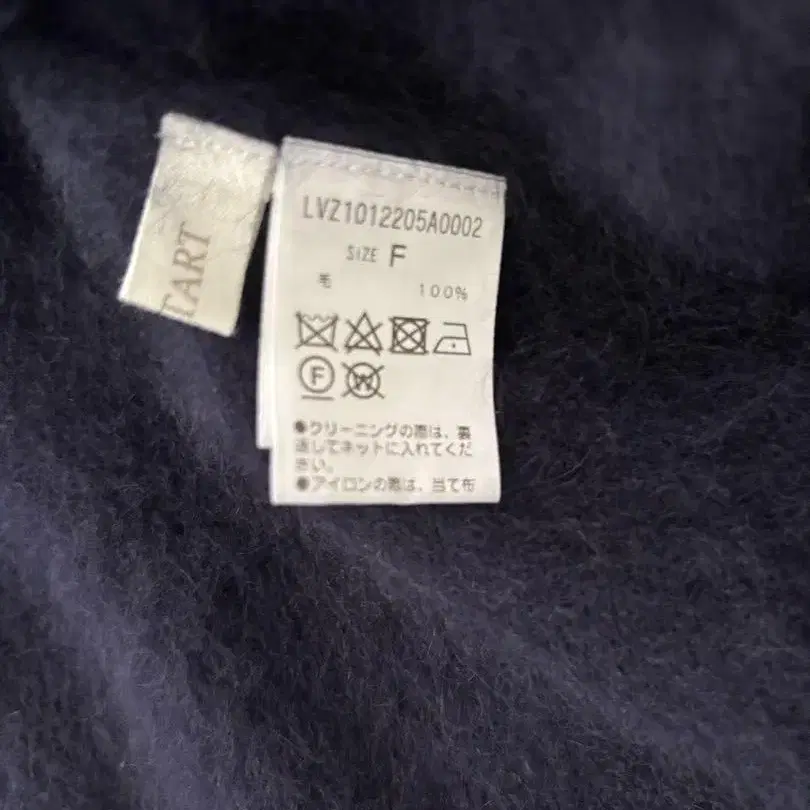 TART
LVZ1012205A0002
SIZE F
毛 100%
F
W
●クリーニングの際は、裏
返してネットに入れてくだ
さい。
●アイロンの際は、当て布